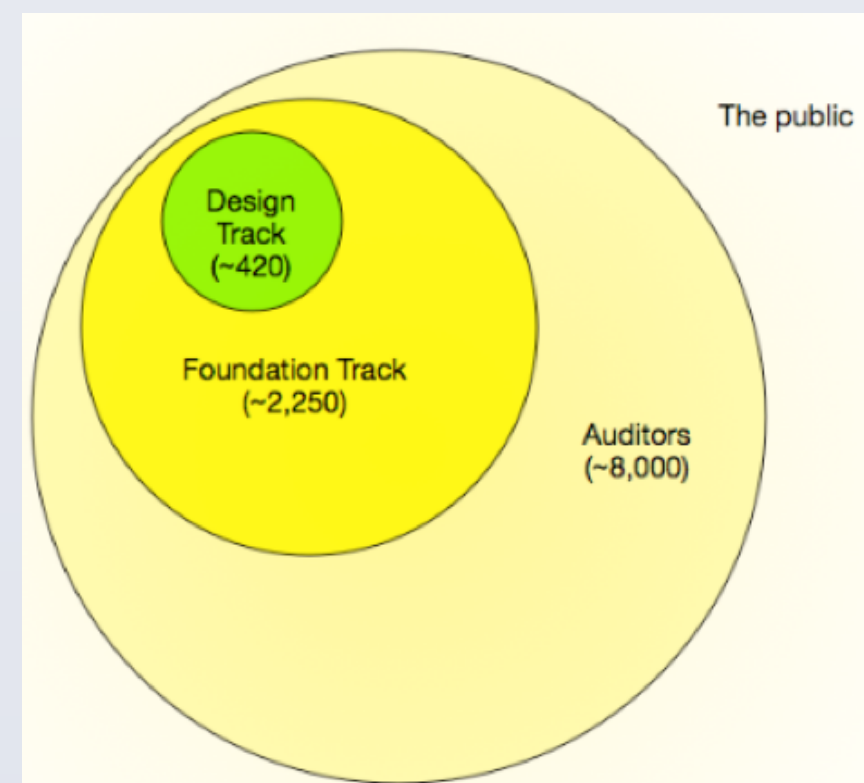 The public
Design
Track
(~420)
Foundation Track
(~2,250)
Auditors
(~8,000)